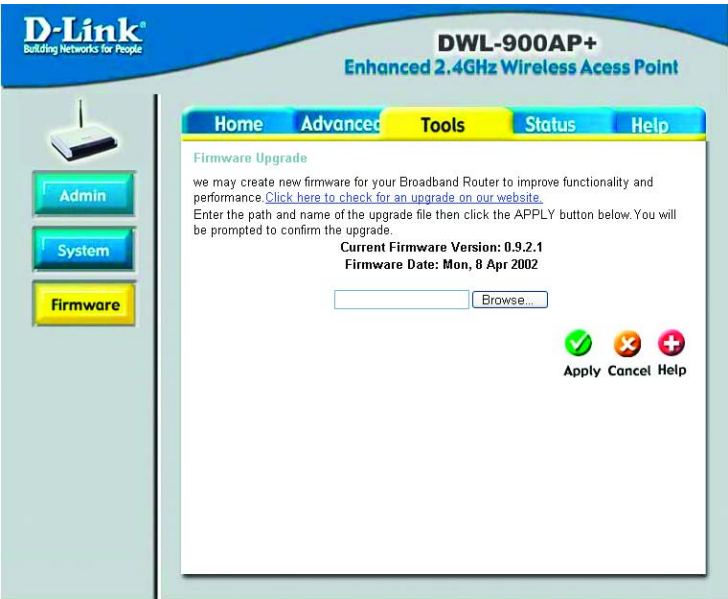 D-Link®
Building Networks for People
DWL-900AP+
Enhanced 2.4GHz Wireless Acess Point
Home
Advanced
Tools
Status
Help
Admin
System
Firmware
Firmware Upgrade
we may create new firmware for your Broadband Router to improve functionality and
performance.Click here to check for an upgrade on our website.
Enter the path and name of the upgrade file then click the APPLY button below.You will
be prompted to confirm the upgrade.
Current Firmware Version: 0.9.2.1
Firmware Date: Mon, 8 Apr 2002
Browse...
Apply Cancel Help